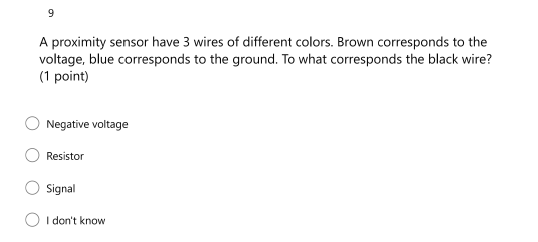 9
A proximity sensor have 3 wires of different colors. Brown corresponds to the
voltage, blue corresponds to the ground. To what corresponds the black wire?
(1 point)
Negative voltage
Resistor
Signal
I don't know